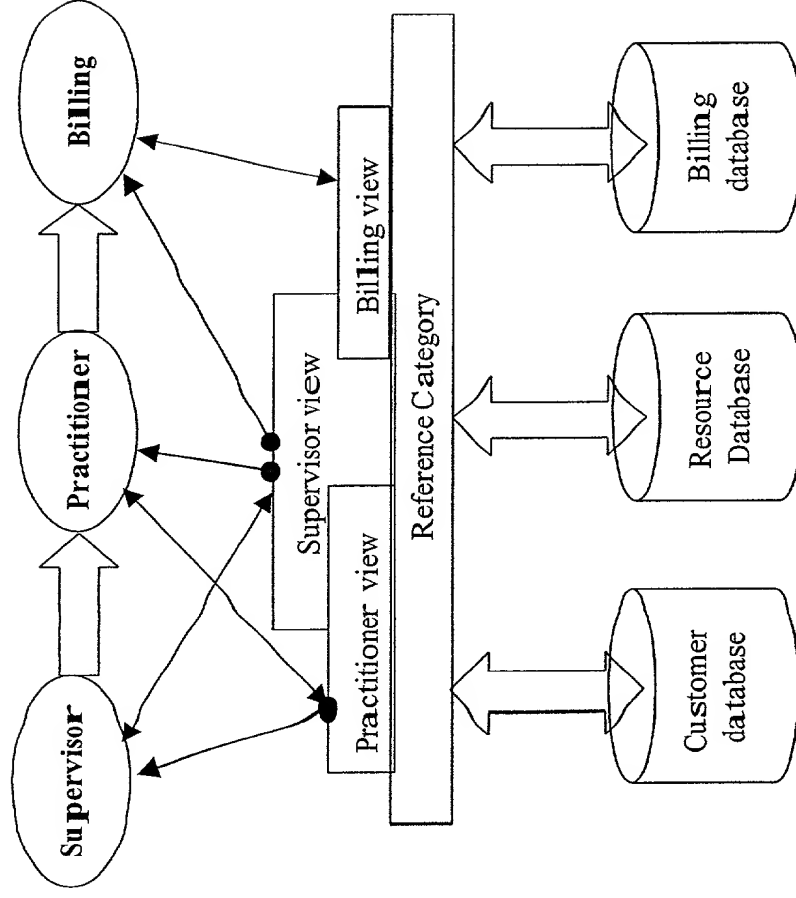 Supervisor
Practitioner
Billing
Supervisor view
Practitioner view
Billing view
Reference Category
Customer
database
Resource
Database
Billing
database